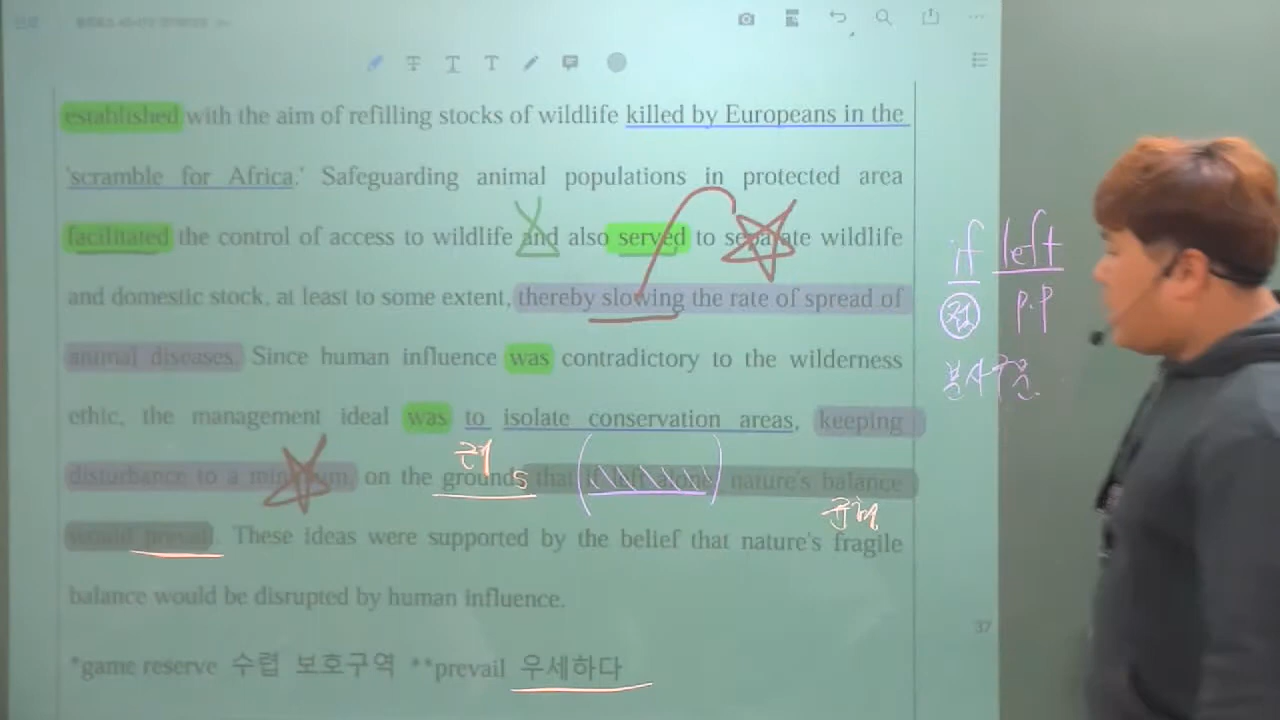 established with the aim of refilling stocks of wildlife killed by Europeans in the
'scramble for Africa.' Safeguarding animal populations in protected area
facilitated the control of access to wildlife and also served to separate wildlife
and domestic stock, at least to some extent, thereby slowing the rate of spread of
animal diseases. Since human influence was contradictory to the wilderness
ethic, the management ideal was to isolate conservation areas, keeping
disturbance to a minimum, on the grounds that if left alone, nature's balance
would prevail. These ideas were supported by the belief that nature's fragile
balance would be disrupted by human influence.
*game reserve 수렵 보호구역 **prevail 우세하다
37
if left
접 p.p
분사구문